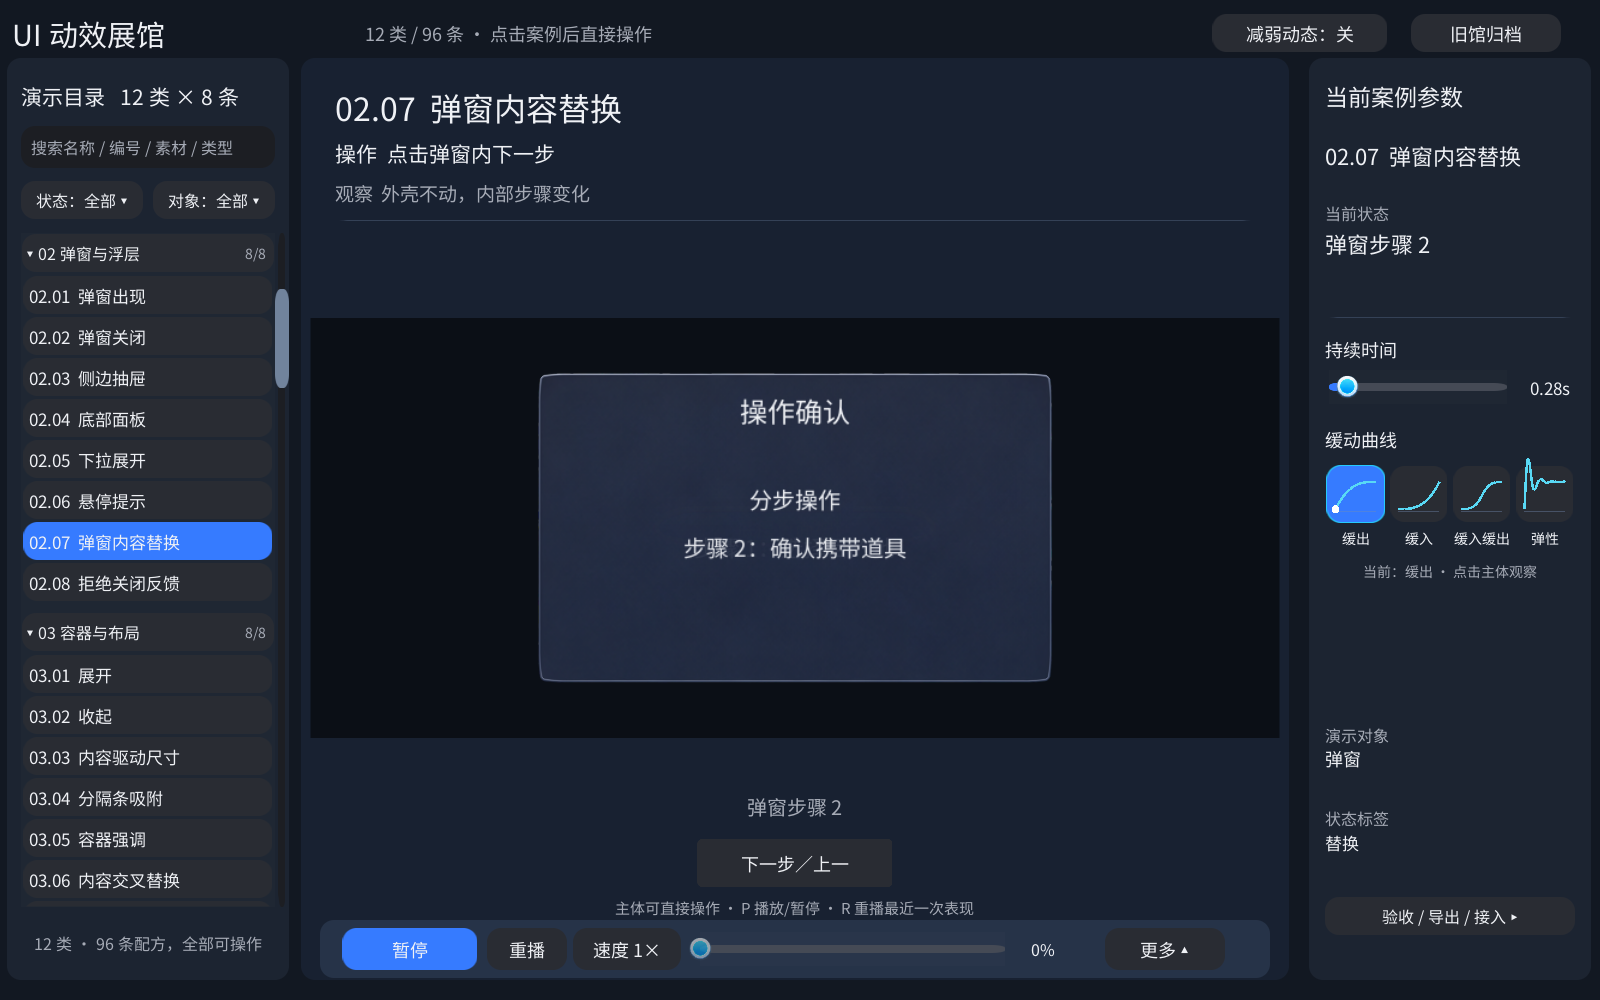 UI 动效展馆
12 类 / 96 条 · 点击案例后直接操作
减弱动态：关
旧馆归档
演示目录 12 类 × 8 条
搜索名称 / 编号 / 素材 / 类型
状态：全部 ▾
对象：全部 ▾
▾ 02 弹窗与浮层 8/8
02.01 弹窗出现
02.02 弹窗关闭
02.03 侧边抽屉
02.04 底部面板
02.05 下拉展开
02.06 悬停提示
02.07 弹窗内容替换
02.08 拒绝关闭反馈
▾ 03 容器与布局 8/8
03.01 展开
03.02 收起
03.03 内容驱动尺寸
03.04 分隔条吸附
03.05 容器强调
03.06 内容交叉替换
12 类 · 96 条配方，全部可操作
02.07 弹窗内容替换
操作 点击弹窗内下一步
观察 外壳不动，内部步骤变化
操作确认
分步操作
步骤 2：确认携带道具
弹窗步骤 2
下一步／上一
主体可直接操作 · P 播放/暂停 · R 重播最近一次表现
暂停
重播
速度 1×
0%
更多 ▴
当前案例参数
02.07 弹窗内容替换
当前状态
弹窗步骤 2
持续时间
0.28s
缓动曲线
缓出 缓入 缓入缓出 弹性
当前：缓出 · 点击主体观察
演示对象
弹窗
状态标签
替换
验收 / 导出 / 接入 ▸